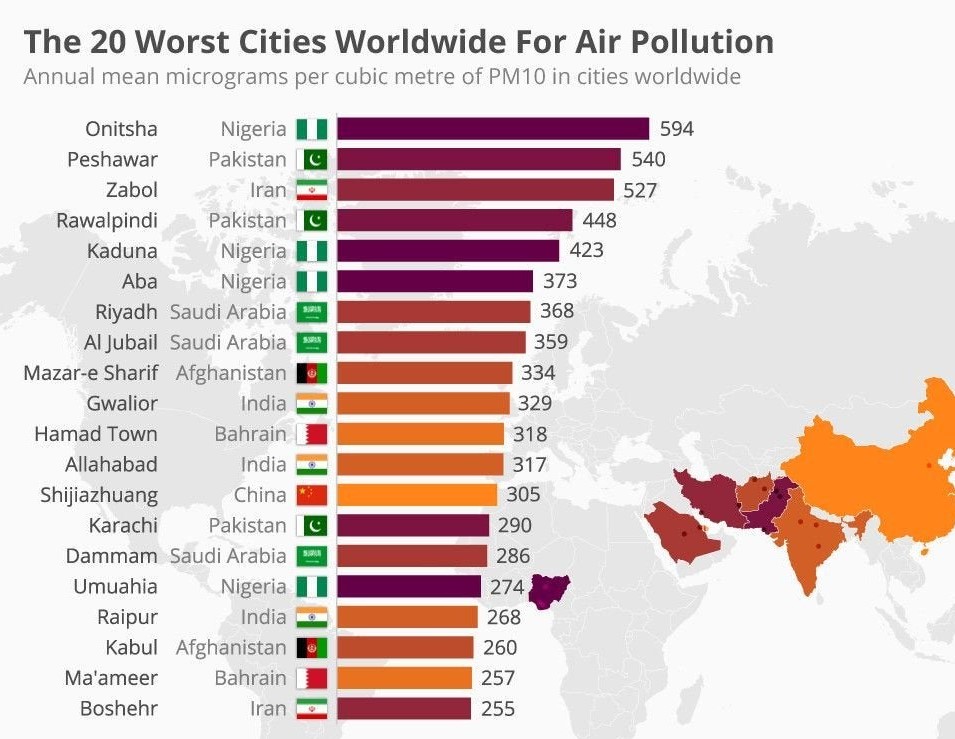 The 20 Worst Cities Worldwide For Air Pollution
Annual mean micrograms per cubic metre of PM10 in cities worldwide
Onitsha Nigeria 594
Peshawar Pakistan 540
Zabol Iran 527
Rawalpindi Pakistan 448
Kaduna Nigeria 423
Aba Nigeria 373
Riyadh Saudi Arabia 368
Al Jubail Saudi Arabia 359
Mazar-e Sharif Afghanistan 334
Gwalior India 329
Hamad Town Bahrain 318
Allahabad India 317
Shijiazhuang China 305
Karachi Pakistan 290
Dammam Saudi Arabia 286
Umuahia Nigeria 274
Raipur India 268
Kabul Afghanistan 260
Ma'ameer Bahrain 257
Boshehr Iran 255